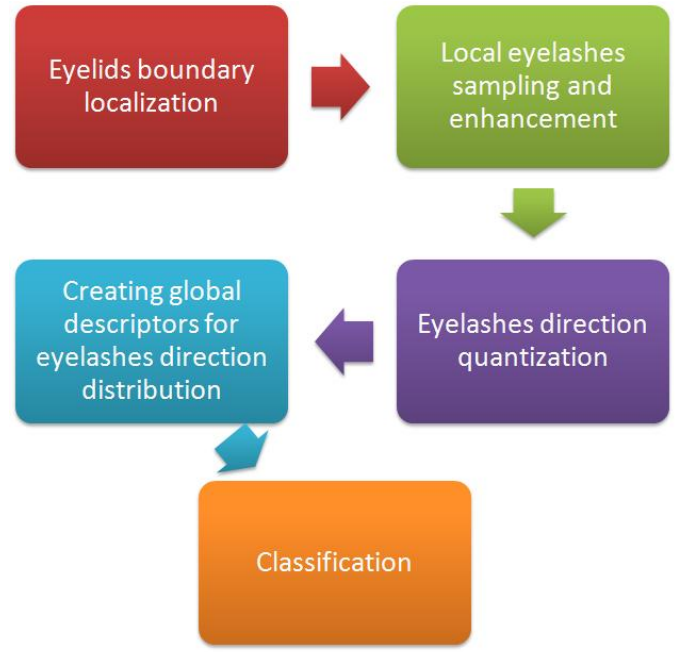 Eyelids boundary
localization
Local eyelashes
sampling and
enhancement
Eyelashes direction
quantization
Creating global
descriptors for
eyelashes direction
distribution
Classification